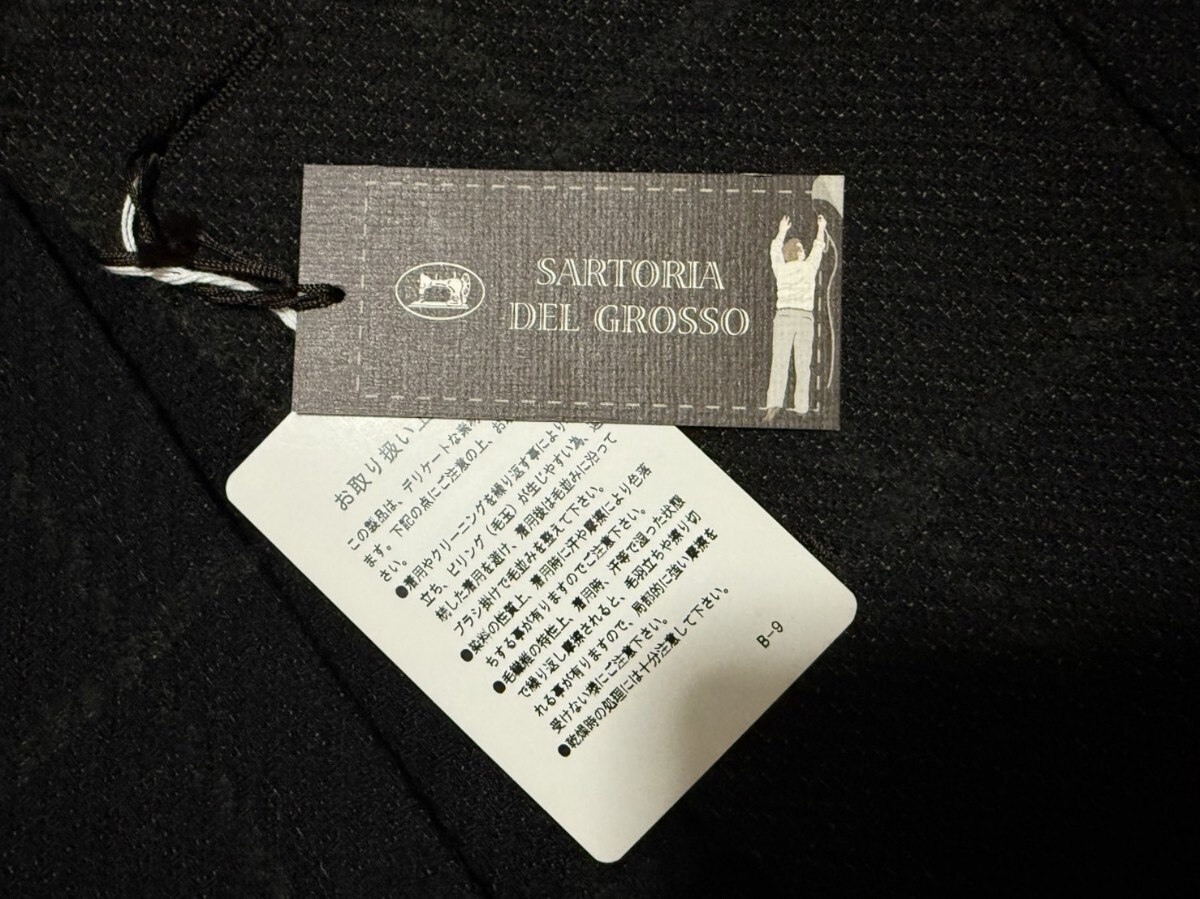 SARTORIA
DEL GROSSO
お取り扱い上
この製品は、デリケートな素材
ます。下記の点にご注意の上、お
さい。
●着用やクリーニングを繰り返す事により
立ち、ピリング（毛玉）が生じやすい為、連
続した着用を避け、着用後は毛並みに沿って
ブラシ掛けで毛並みを整えて下さい。
●染料の性質上、着用時に汗や摩擦により色落
ちする事が有りますのでご注意下さい。
●毛繊維の特性上、着用時、汗等で湿った状態
で繰り返し摩擦されると、毛羽立ちや擦り切
れる事が有りますので、局部的に強い摩擦を
受けない様にご注意下さい。
●乾燥時の処理には十分注意して下さい。
B-9